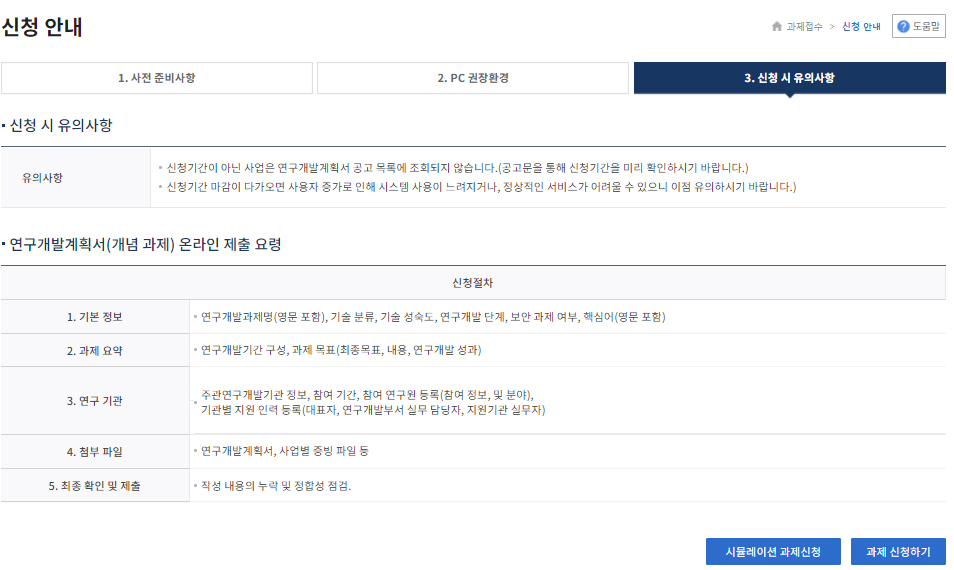 신청 안내
과제접수 > 신청 안내
? 도움말
1. 사전 준비사항
2. PC 권장환경
3. 신청 시 유의사항
신청 시 유의사항
유의사항
신청기간이 아닌 사업은 연구개발계획서 공고 목록에 조회되지 않습니다.(공고문을 통해 신청기간을 미리 확인하시기 바랍니다.)
신청기간 마감이 다가오면 사용자 증가로 인해 시스템 사용이 느려지거나, 정상적인 서비스가 어려울 수 있으니 이점 유의하시기 바랍니다.)
연구개발계획서(개념 과제) 온라인 제출 요령
신청절차
1. 기본 정보
연구개발과제명(영문 포함), 기술 분류, 기술 성숙도, 연구개발 단계, 보안 과제 여부, 핵심어(영문 포함)
2. 과제 요약
연구개발기간 구성, 과제 목표(최종목표, 내용, 연구개발 성과)
3. 연구 기관
주관연구개발기관 정보, 참여 기간, 참여 연구원 등록(참여 정보, 및 분야),
기관별 지원 인력 등록(대표자, 연구개발부서 실무 담당자, 지원기관 실무자)
4. 첨부 파일
연구개발계획서, 사업별 증빙 파일 등
5. 최종 확인 및 제출
작성 내용의 누락 및 정합성 점검.
시뮬레이션 과제신청
과제 신청하기